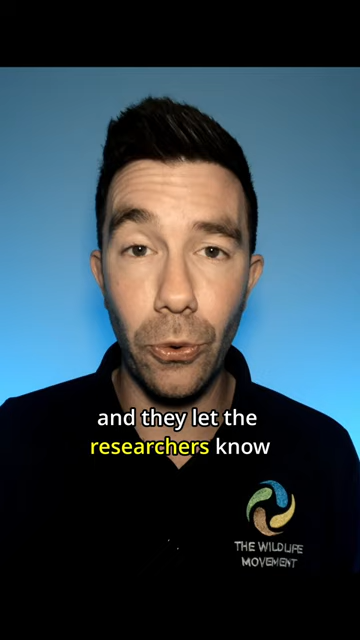 and they let the
researchers know
THE WILDLIFE
MOVEMENT